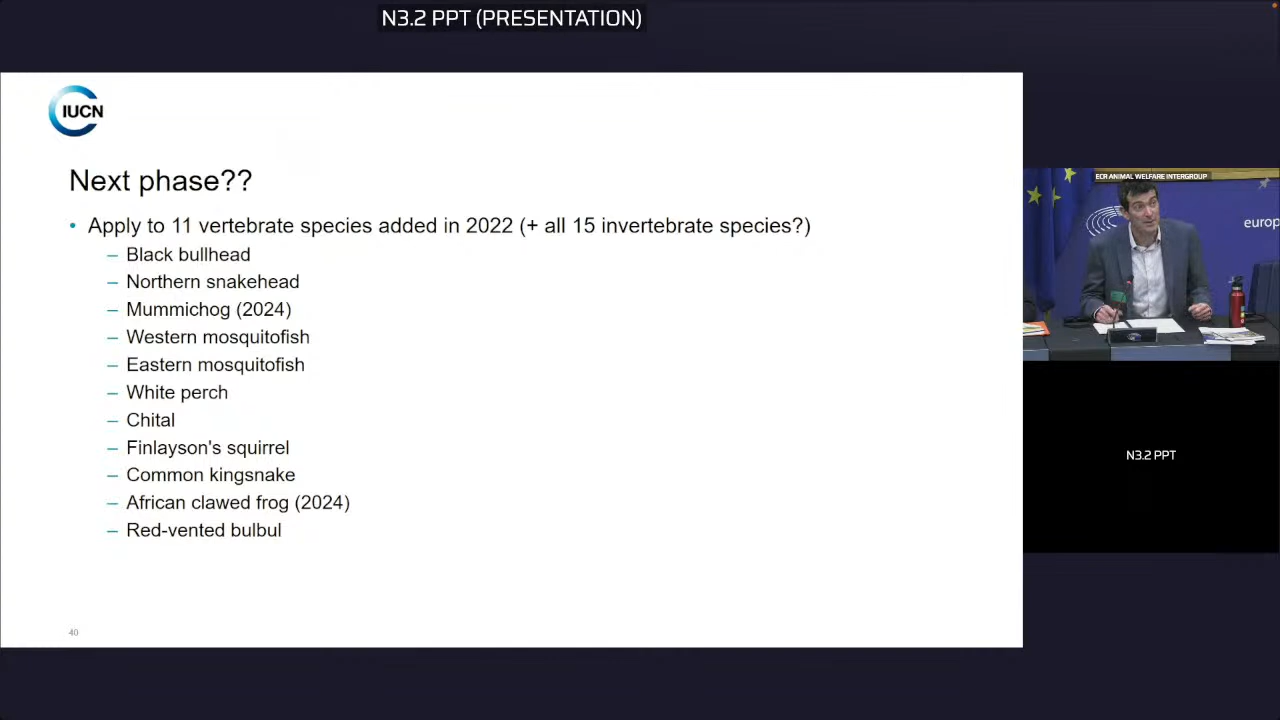 N3.2 PPT (PRESENTATION)
IUCN
Next phase??
• Apply to 11 vertebrate species added in 2022 (+ all 15 invertebrate species?)
– Black bullhead
– Northern snakehead
– Mummichog (2024)
– Western mosquitofish
– Eastern mosquitofish
– White perch
– Chital
– Finlayson's squirrel
– Common kingsnake
– African clawed frog (2024)
– Red-vented bulbul
40
ECR ANIMAL WELFARE INTERGROUP
europ
N3.2 PPT